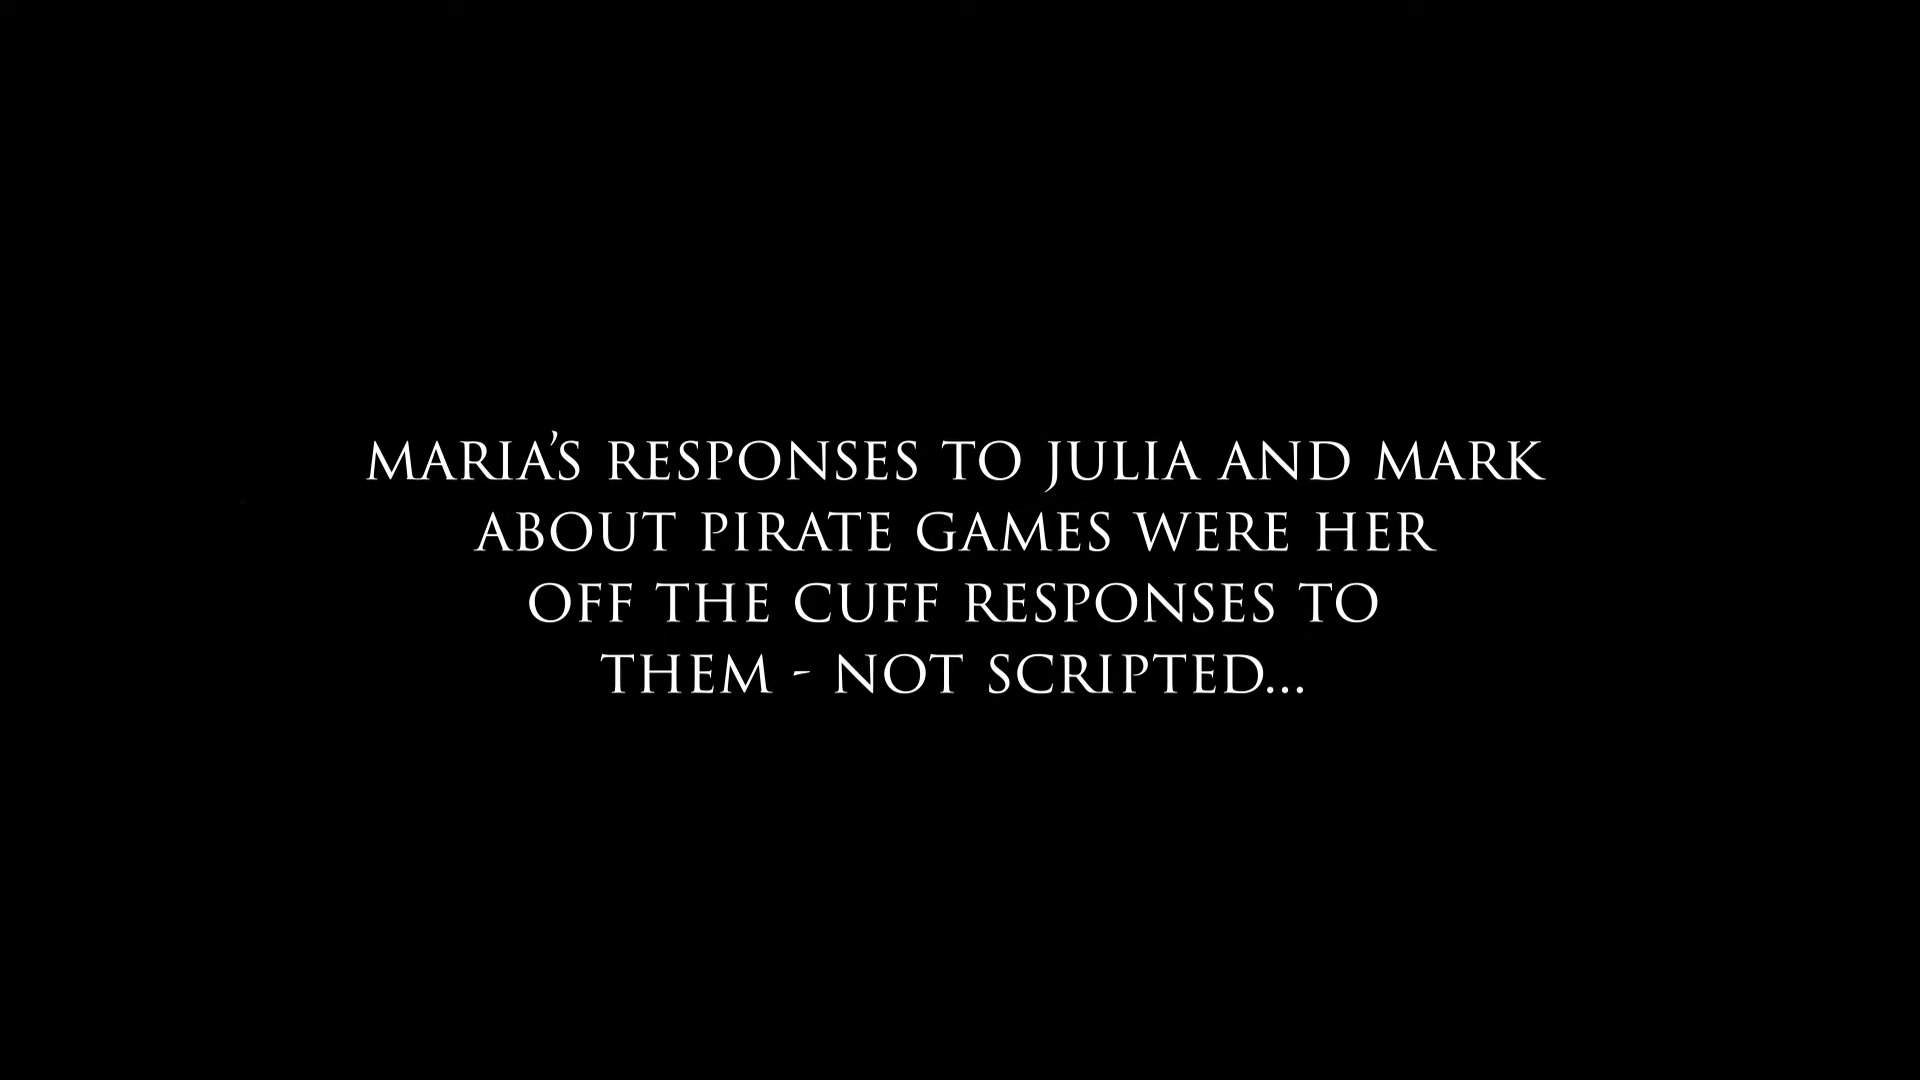 MARIA’S RESPONSES TO JULIA AND MARK
ABOUT PIRATE GAMES WERE HER
OFF THE CUFF RESPONSES TO
THEM - NOT SCRIPTED...